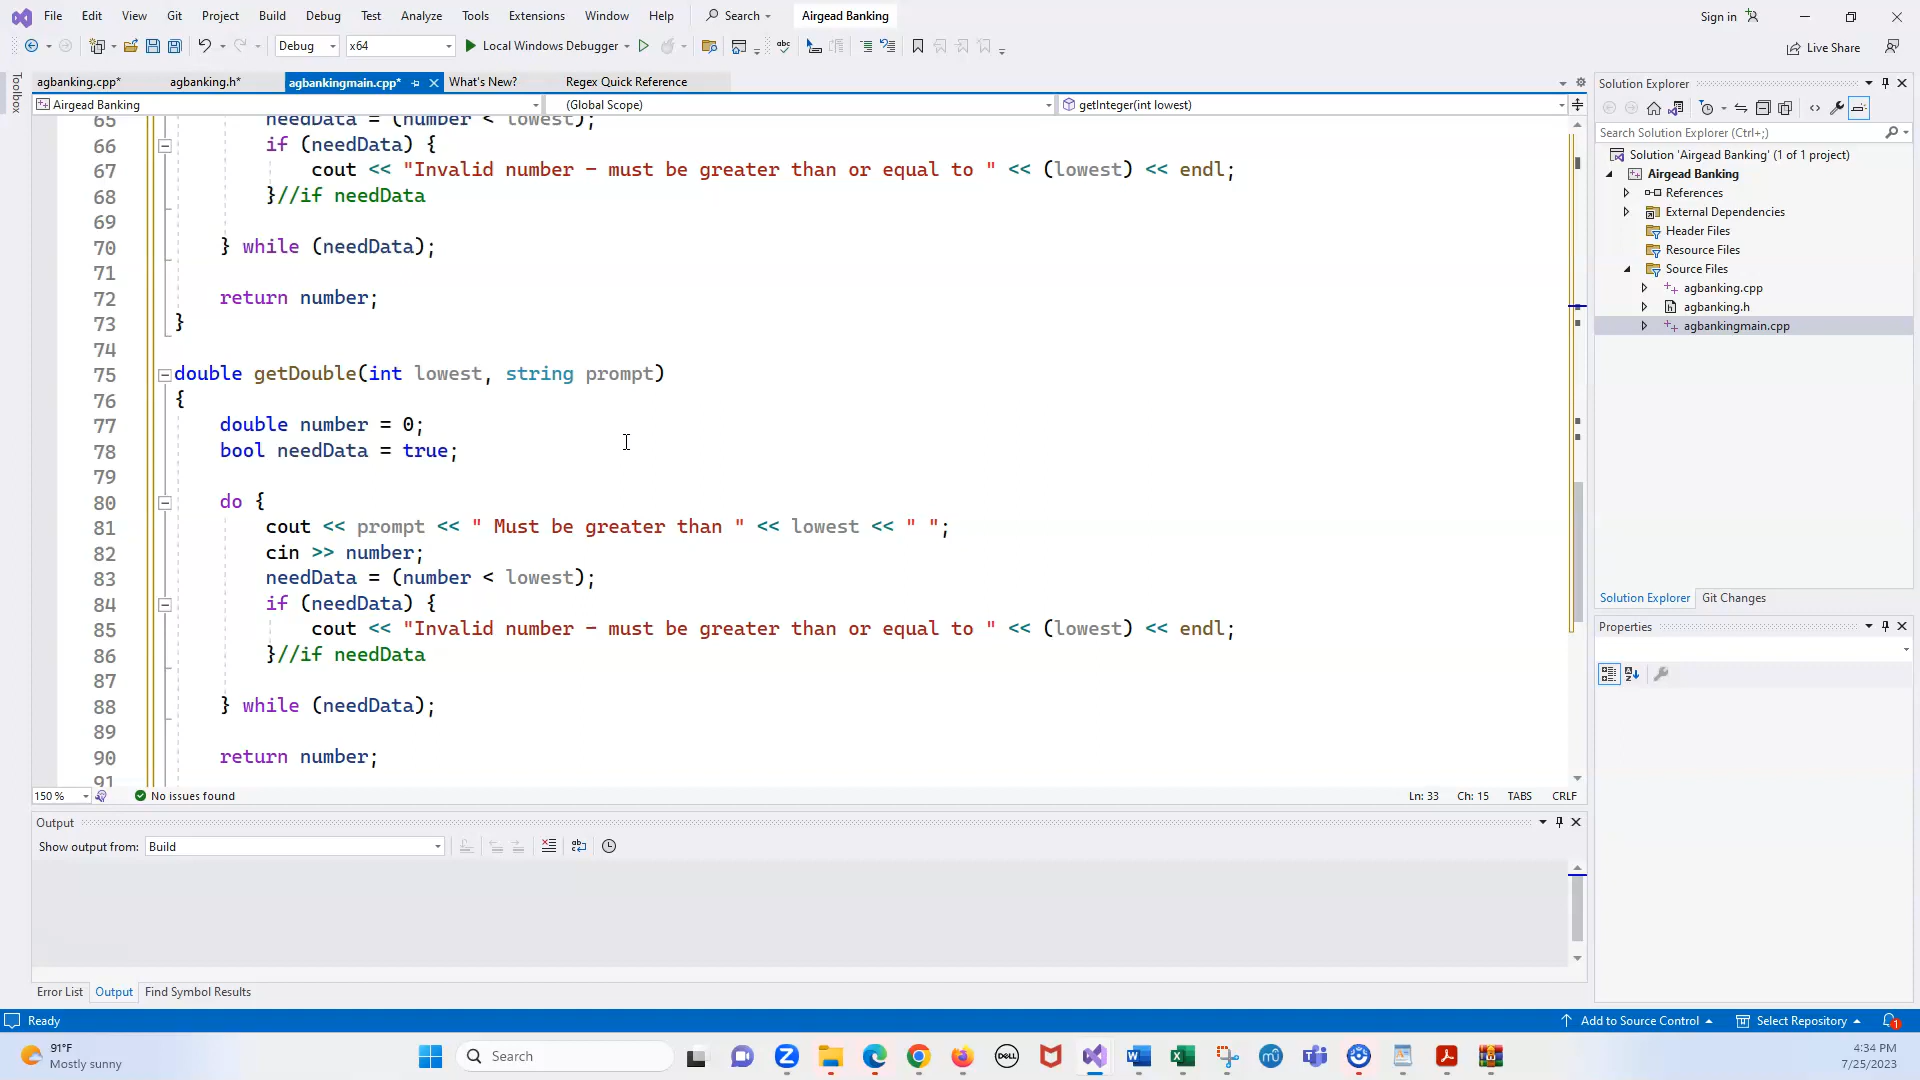 File Edit View Git Project Build Debug Test Analyze Tools Extensions Window Help Search Airgead Banking Sign in
Debug x64 Local Windows Debugger Live Share
agbanking.cpp* agbanking.h* agbankingmain.cpp* What's New? Regex Quick Reference
Toolbox
Airgead Banking (Global Scope) getInteger(int lowest)
65 needData = (number < lowest);
66 if (needData) {
67 cout << "Invalid number - must be greater than or equal to " << (lowest) << endl;
68 }//if needData
69
70 } while (needData);
71
72 return number;
73 }
74
75 double getDouble(int lowest, string prompt)
76 {
77 double number = 0;
78 bool needData = true;
79
80 do {
81 cout << prompt << " Must be greater than " << lowest << " ";
82 cin >> number;
83 needData = (number < lowest);
84 if (needData) {
85 cout << "Invalid number - must be greater than or equal to " << (lowest) << endl;
86 }//if needData
87
88 } while (needData);
89
90 return number;
91
150 % No issues found Ln: 33 Ch: 15 TABS CRLF
Output
Show output from: Build
Error List Output Find Symbol Results
Solution Explorer
Search Solution Explorer (Ctrl+;)
Solution 'Airgead Banking' (1 of 1 project)
Airgead Banking
References
External Dependencies
Header Files
Resource Files
Source Files
agbanking.cpp
agbanking.h
agbankingmain.cpp
Solution Explorer Git Changes
Properties
Ready Add to Source Control Select Repository 1
91°F
Mostly sunny
Search
DELL
4:34 PM
7/25/2023